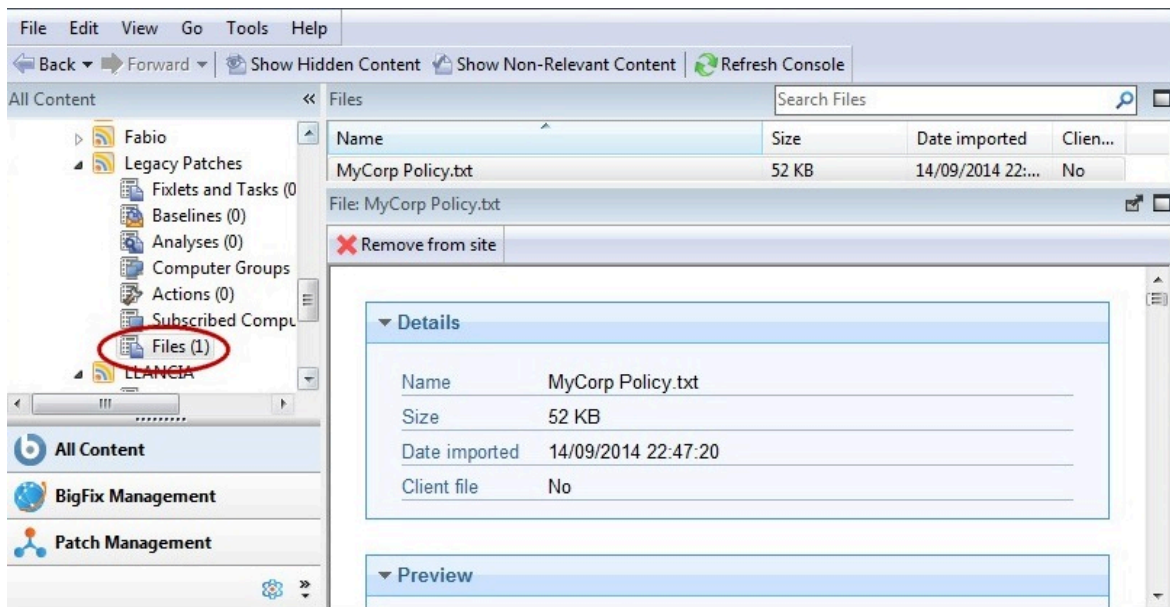 File Edit View Go Tools Help
Back Forward Show Hidden Content Show Non-Relevant Content Refresh Console
All Content « Files Search Files
Fabio
Legacy Patches
Fixlets and Tasks (0
Baselines (0)
Analyses (0)
Computer Groups
Actions (0)
Subscribed Compu
Files (1)
LLANCIA
All Content
BigFix Management
Patch Management
»
Name Size Date imported Clien...
MyCorp Policy.txt 52 KB 14/09/2014 22:... No
File: MyCorp Policy.txt
Remove from site
Details
Name MyCorp Policy.txt
Size 52 KB
Date imported 14/09/2014 22:47:20
Client file No
Preview